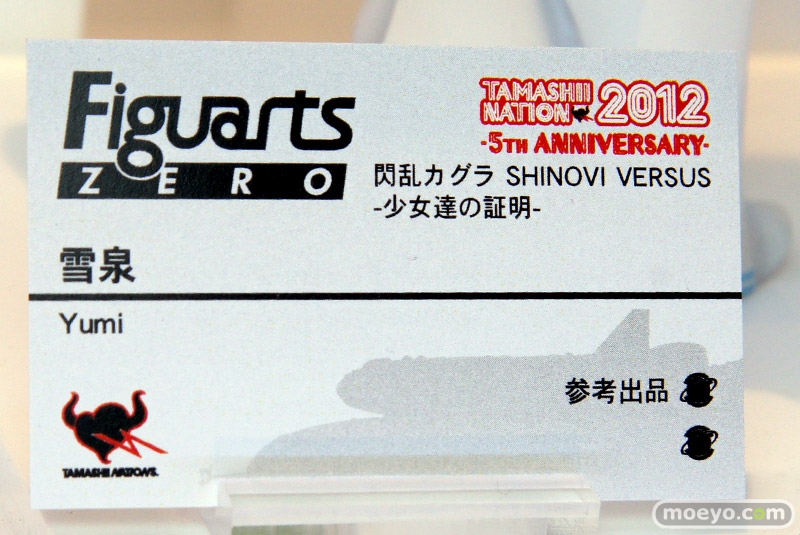 Figuarts
ZERO
TAMASHII
NATION 2012
-5TH ANNIVERSARY-
閃乱カグラ SHINOVI VERSUS
-少女達の証明-
雪泉
Yumi
参考出品
TAMASHII NATIONS.
moeyo.com